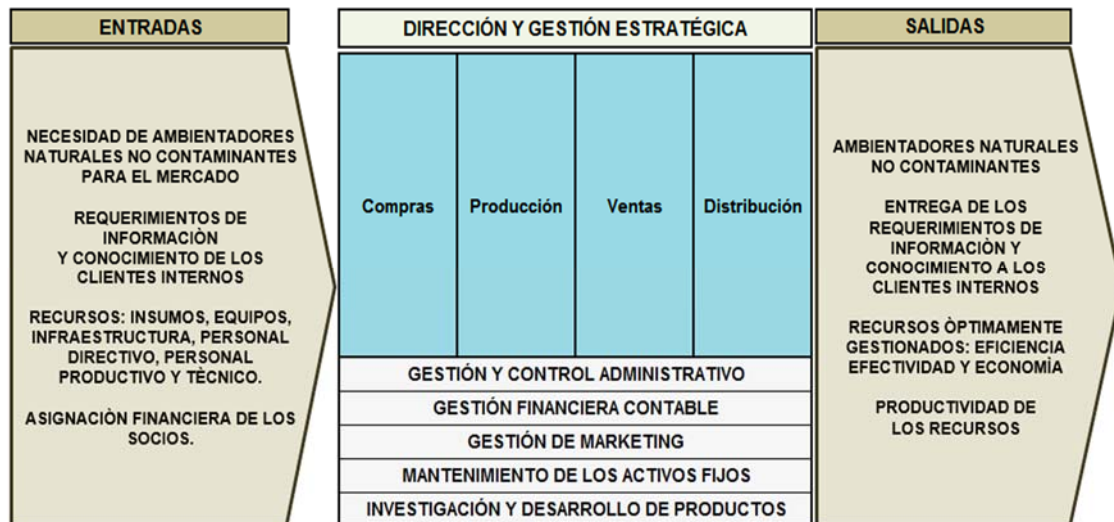 ENTRADAS
NECESIDAD DE AMBIENTADORES
NATURALES NO CONTAMINANTES
PARA EL MERCADO
REQUERIMIENTOS DE
INFORMACIÒN
Y CONOCIMIENTO DE LOS
CLIENTES INTERNOS
RECURSOS: INSUMOS, EQUIPOS,
INFRAESTRUCTURA, PERSONAL
DIRECTIVO, PERSONAL
PRODUCTIVO Y TÈCNICO.
ASIGNACIÒN FINANCIERA DE LOS
SOCIOS.
DIRECCIÓN Y GESTIÓN ESTRATÉGICA
Compras
Producción
Ventas
Distribución
GESTIÓN Y CONTROL ADMINISTRATIVO
GESTIÓN FINANCIERA CONTABLE
GESTIÓN DE MARKETING
MANTENIMIENTO DE LOS ACTIVOS FIJOS
INVESTIGACIÓN Y DESARROLLO DE PRODUCTOS
SALIDAS
AMBIENTADORES NATURALES
NO CONTAMINANTES
ENTREGA DE LOS
REQUERIMIENTOS DE
INFORMACIÒN Y
CONOCIMIENTO A LOS
CLIENTES INTERNOS
RECURSOS ÒPTIMAMENTE
GESTIONADOS: EFICIENCIA
EFECTIVIDAD Y ECONOMÌA
PRODUCTIVIDAD DE
LOS RECURSOS